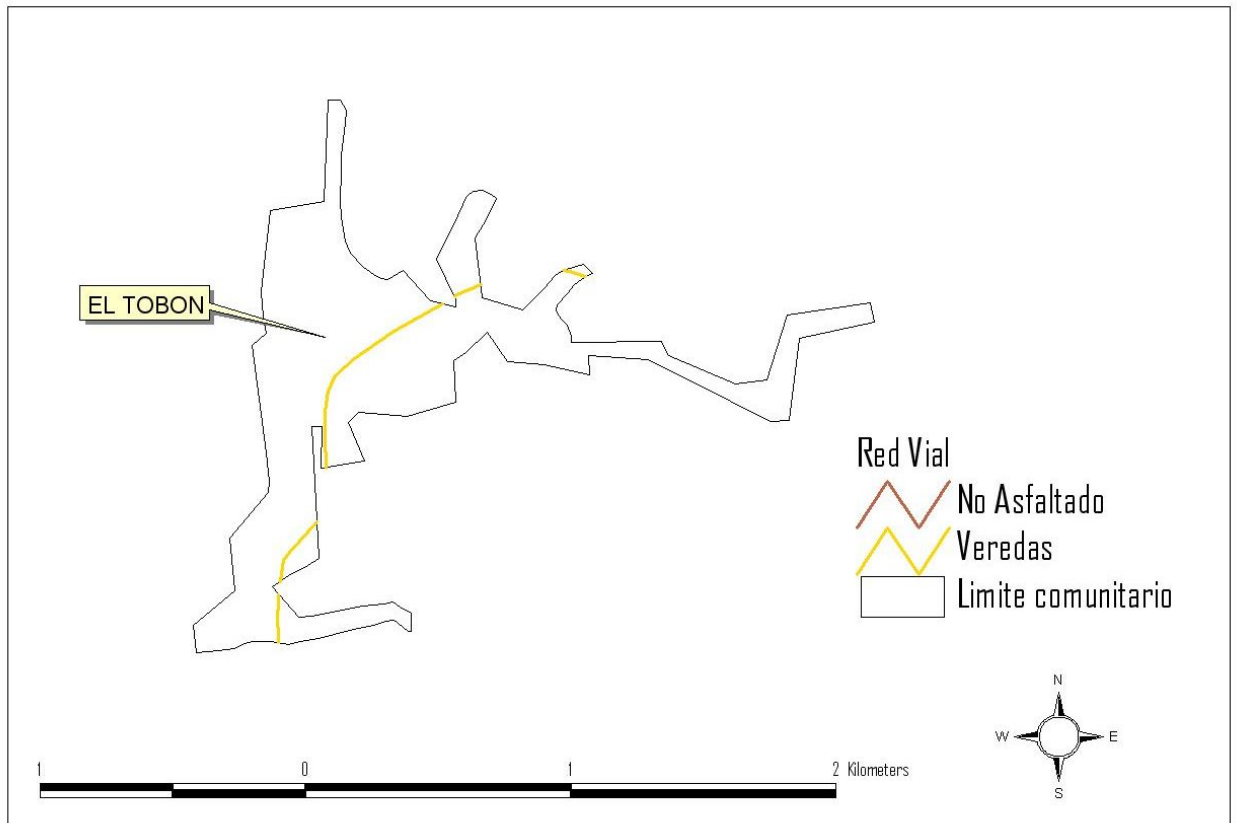 EL TOBON
Red Vial
No Asfaltado
Veredas
Limite comunitario
N
W E
S
1 0 1 2 Kilometers